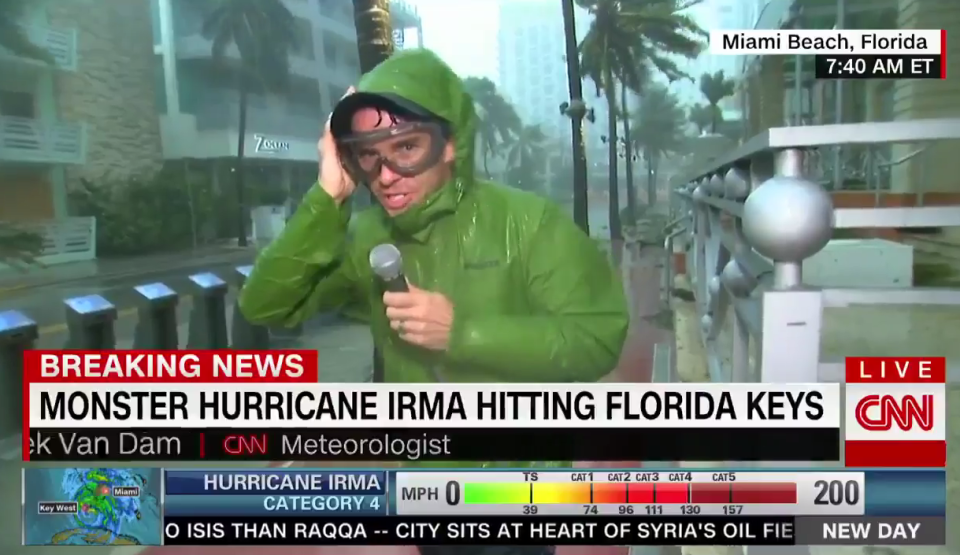 Miami Beach, Florida
7:40 AM ET
BREAKING NEWS
LIVE
MONSTER HURRICANE IRMA HITTING FLORIDA KEYS
CNN
ek Van Dam | CNN Meteorologist
Miami
Key West
HURRICANE IRMA
CATEGORY 4
MPH 0 200
TS CAT1 CAT2 CAT3 CAT4 CAT5
39 74 96 111 130 157
O ISIS THAN RAQQA -- CITY SITS AT HEART OF SYRIA'S OIL FIE
NEW DAY